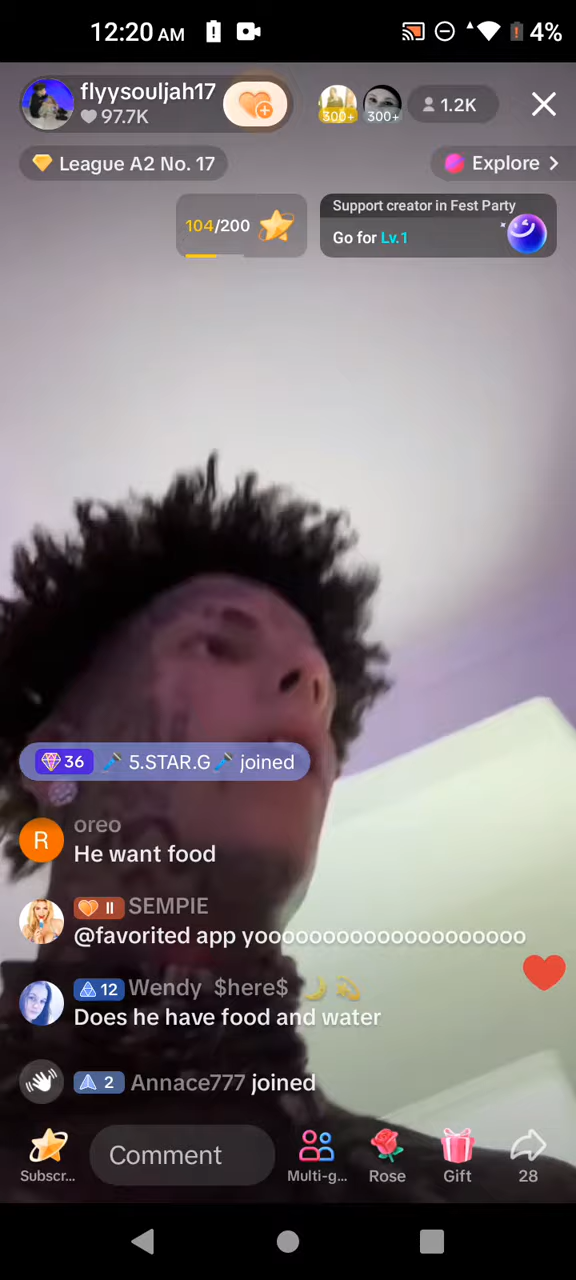 12:20 AM
4%
flyysouljah17
97.7K
300+
300+
1.2K
League A2 No. 17
Explore >
104/200
Support creator in Fest Party
Go for Lv.1
36 5.STAR.G joined
R
oreo
He want food
II SEMPIE
@favorited app yooooooooooooooooooooo
12 Wendy $here$
Does he have food and water
2 Annace777 joined
Comment
Subscr...
Multi-g...
Rose
Gift
28